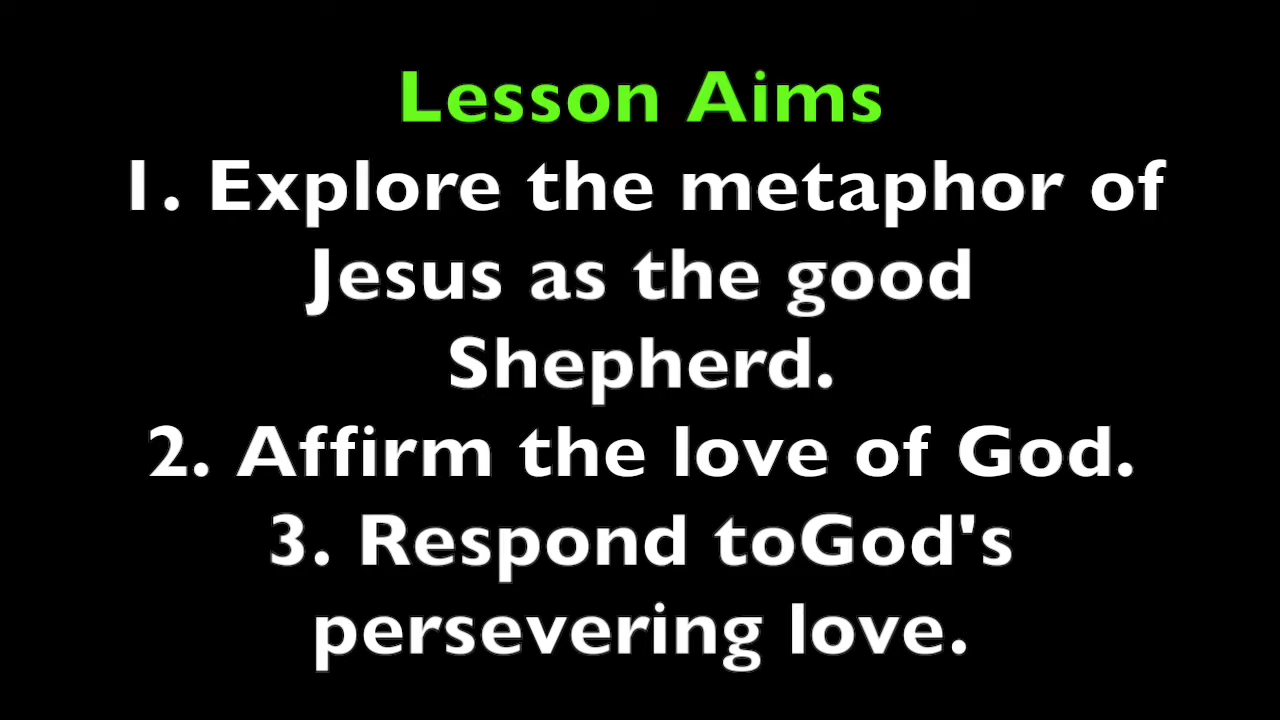 Lesson Aims
1. Explore the metaphor of
Jesus as the good
Shepherd.
2. Affirm the love of God.
3. Respond toGod's
persevering love.